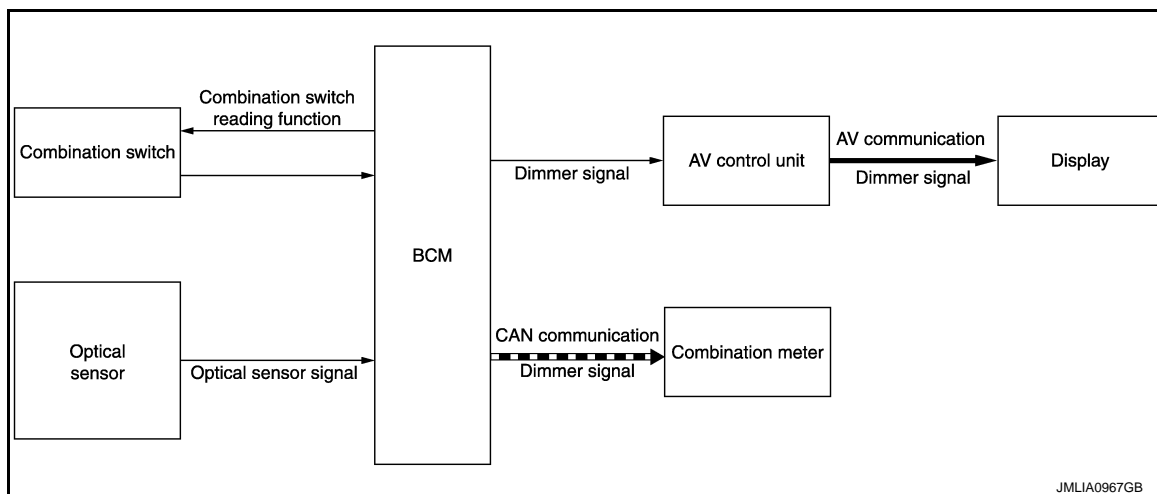 Combination switch
reading function
Combination switch
AV communication
AV control unit
Display
Dimmer signal
Dimmer signal
BCM
CAN communication
Optical
sensor
Combination meter
Optical sensor signal
Dimmer signal
JMLIA0967GB